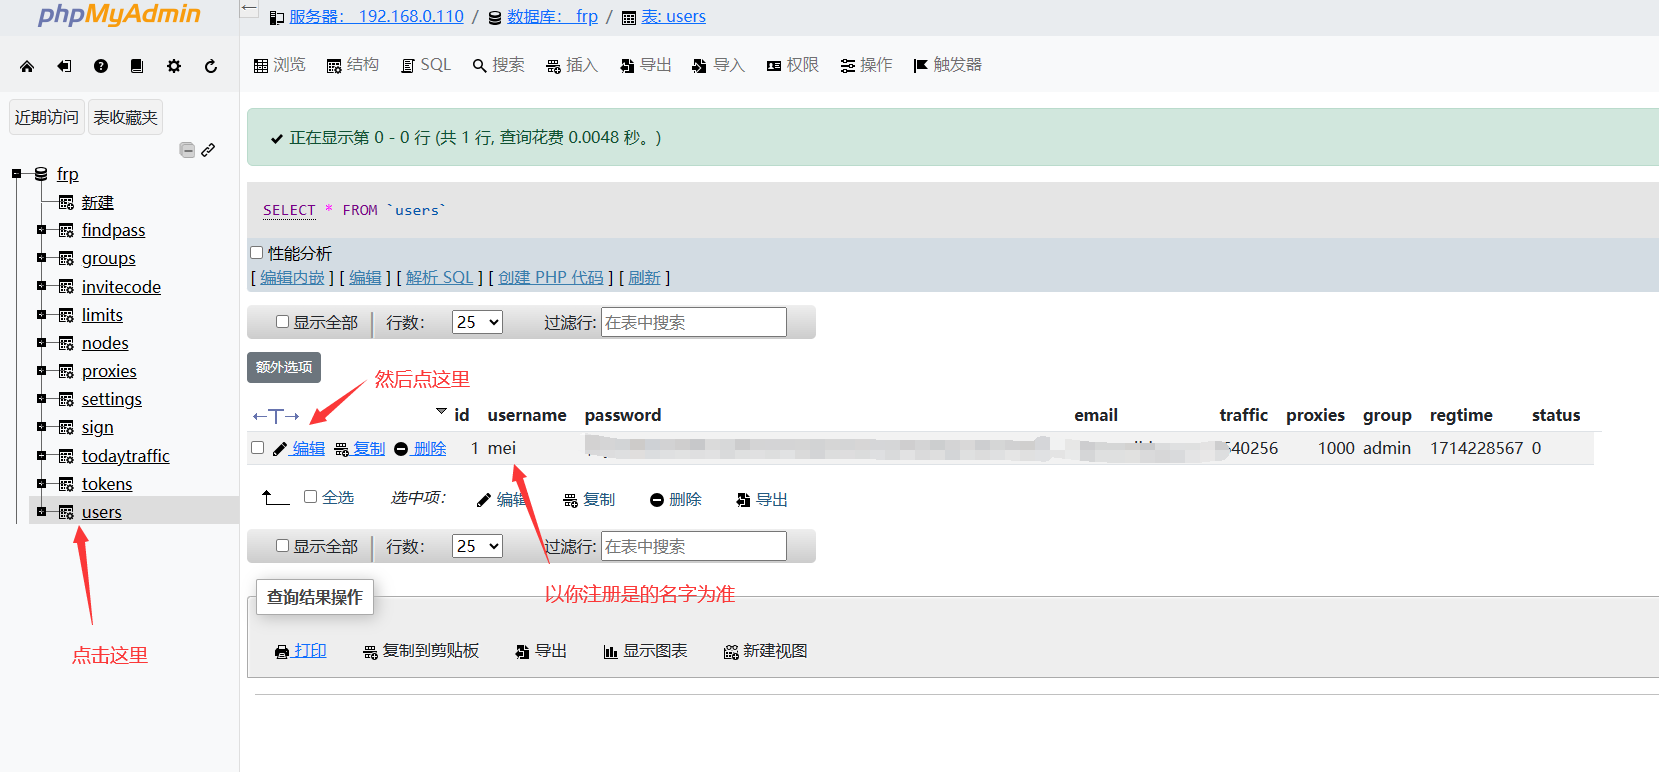 phpMyAdmin
服务器： 192.168.0.110 / 数据库： frp / 表: users
浏览 结构 SQL 搜索 插入 导出 导入 权限 操作 触发器
近期访问 表收藏夹
正在显示第 0 - 0 行 (共 1 行, 查询花费 0.0048 秒。)
frp
新建
findpass
groups
invitecode
limits
nodes
proxies
settings
sign
todaytraffic
tokens
users
点击这里
SELECT * FROM `users`
性能分析
[ 编辑内嵌 ] [ 编辑 ] [ 解析 SQL ] [ 创建 PHP 代码 ] [ 刷新 ]
显示全部 行数： 25 过滤行: 在表中搜索
额外选项
然后点这里
←T→ id username password email traffic proxies group regtime status
编辑 复制 删除 1 mei 540256 1000 admin 1714228567 0
全选 选中项： 编辑 复制 删除 导出
显示全部 行数： 25 过滤行: 在表中搜索
以你注册是的名字为准
查询结果操作
打印 复制到剪贴板 导出 显示图表 新建视图